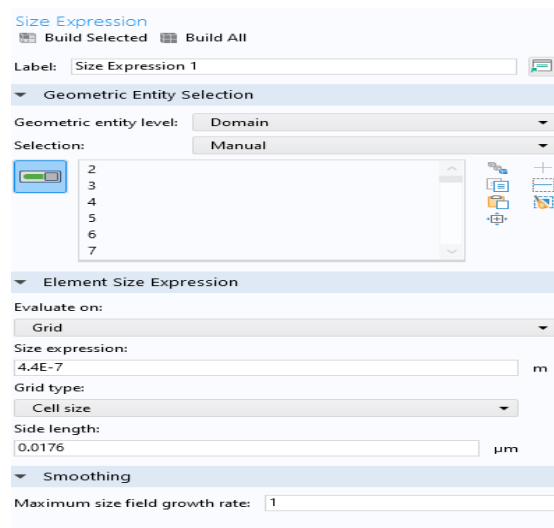 Size Expression
Build Selected Build All
Label: Size Expression 1
Geometric Entity Selection
Geometric entity level: Domain
Selection: Manual
2
3
4
5
6
7
Element Size Expression
Evaluate on:
Grid
Size expression:
4.4E-7 m
Grid type:
Cell size
Side length:
0.0176 µm
Smoothing
Maximum size field growth rate: 1